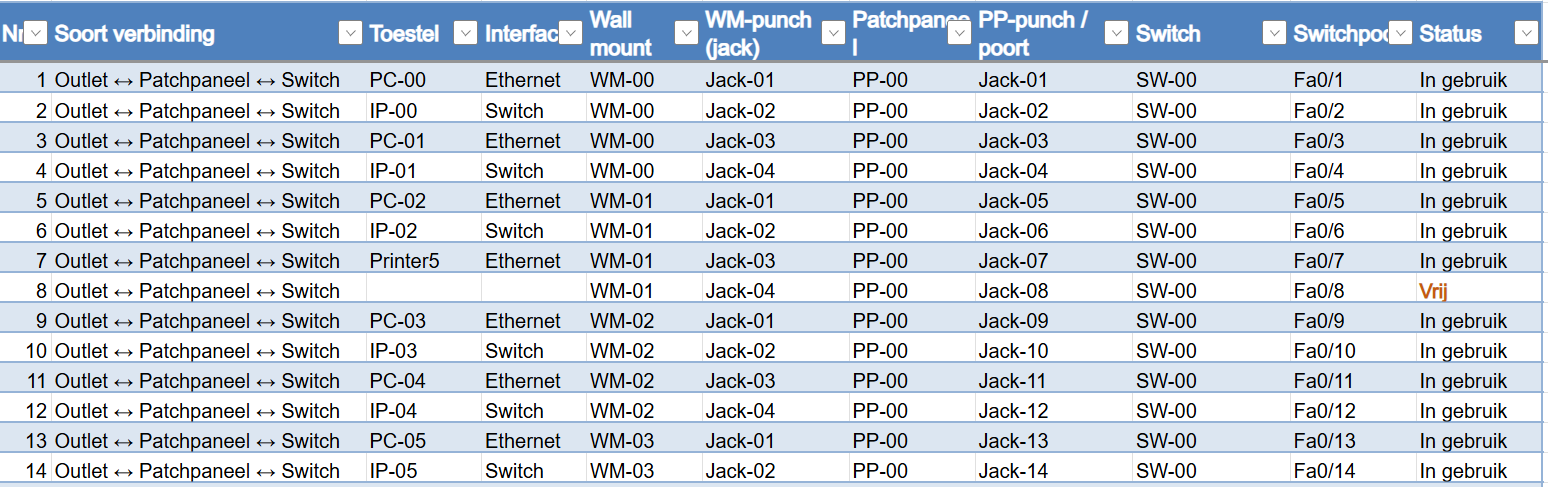 Nr Soort verbinding Toestel Interfac Wall mount WM-punch (jack) Patchpaneel PP-punch / poort Switch Switchpoo Status
1 Outlet ↔ Patchpaneel ↔ Switch PC-00 Ethernet WM-00 Jack-01 PP-00 Jack-01 SW-00 Fa0/1 In gebruik
2 Outlet ↔ Patchpaneel ↔ Switch IP-00 Switch WM-00 Jack-02 PP-00 Jack-02 SW-00 Fa0/2 In gebruik
3 Outlet ↔ Patchpaneel ↔ Switch PC-01 Ethernet WM-00 Jack-03 PP-00 Jack-03 SW-00 Fa0/3 In gebruik
4 Outlet ↔ Patchpaneel ↔ Switch IP-01 Switch WM-00 Jack-04 PP-00 Jack-04 SW-00 Fa0/4 In gebruik
5 Outlet ↔ Patchpaneel ↔ Switch PC-02 Ethernet WM-01 Jack-01 PP-00 Jack-05 SW-00 Fa0/5 In gebruik
6 Outlet ↔ Patchpaneel ↔ Switch IP-02 Switch WM-01 Jack-02 PP-00 Jack-06 SW-00 Fa0/6 In gebruik
7 Outlet ↔ Patchpaneel ↔ Switch Printer5 Ethernet WM-01 Jack-03 PP-00 Jack-07 SW-00 Fa0/7 In gebruik
8 Outlet ↔ Patchpaneel ↔ Switch WM-01 Jack-04 PP-00 Jack-08 SW-00 Fa0/8 Vrij
9 Outlet ↔ Patchpaneel ↔ Switch PC-03 Ethernet WM-02 Jack-01 PP-00 Jack-09 SW-00 Fa0/9 In gebruik
10 Outlet ↔ Patchpaneel ↔ Switch IP-03 Switch WM-02 Jack-02 PP-00 Jack-10 SW-00 Fa0/10 In gebruik
11 Outlet ↔ Patchpaneel ↔ Switch PC-04 Ethernet WM-02 Jack-03 PP-00 Jack-11 SW-00 Fa0/11 In gebruik
12 Outlet ↔ Patchpaneel ↔ Switch IP-04 Switch WM-02 Jack-04 PP-00 Jack-12 SW-00 Fa0/12 In gebruik
13 Outlet ↔ Patchpaneel ↔ Switch PC-05 Ethernet WM-03 Jack-01 PP-00 Jack-13 SW-00 Fa0/13 In gebruik
14 Outlet ↔ Patchpaneel ↔ Switch IP-05 Switch WM-03 Jack-02 PP-00 Jack-14 SW-00 Fa0/14 In gebruik